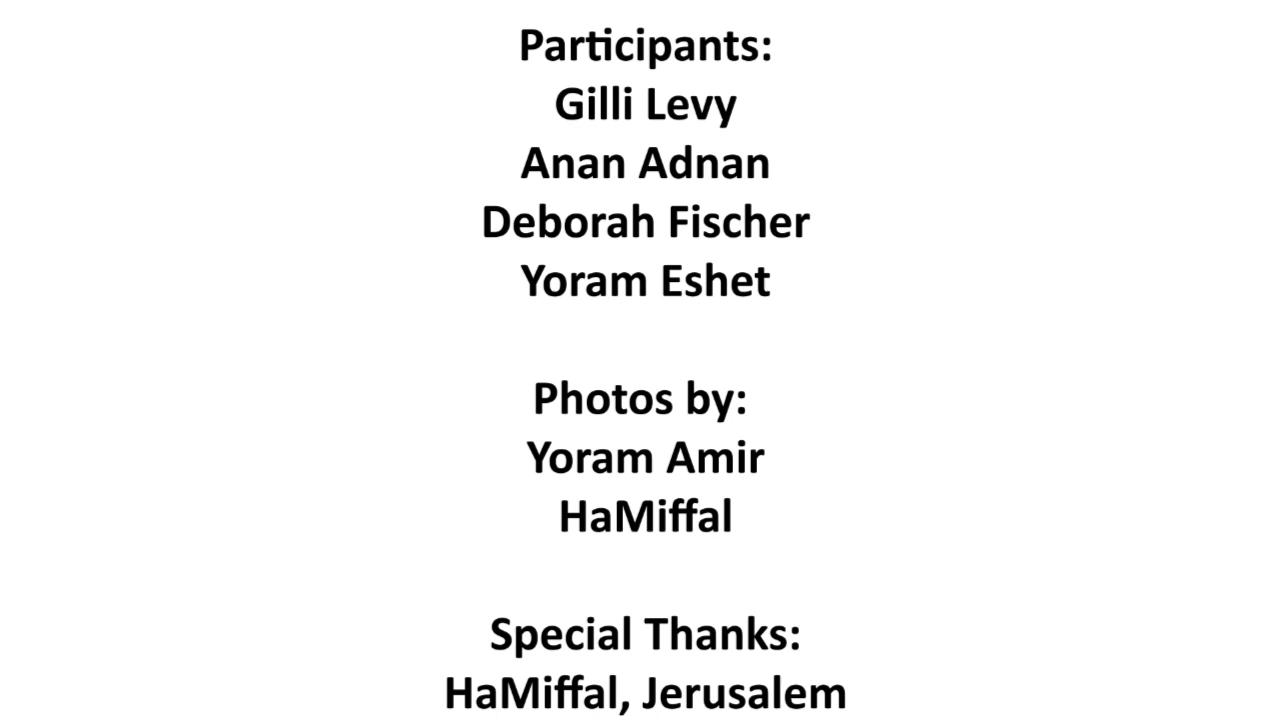 Participants:
Gilli Levy
Anan Adnan
Deborah Fischer
Yoram Eshet
Photos by:
Yoram Amir
HaMiffal
Special Thanks:
HaMiffal, Jerusalem